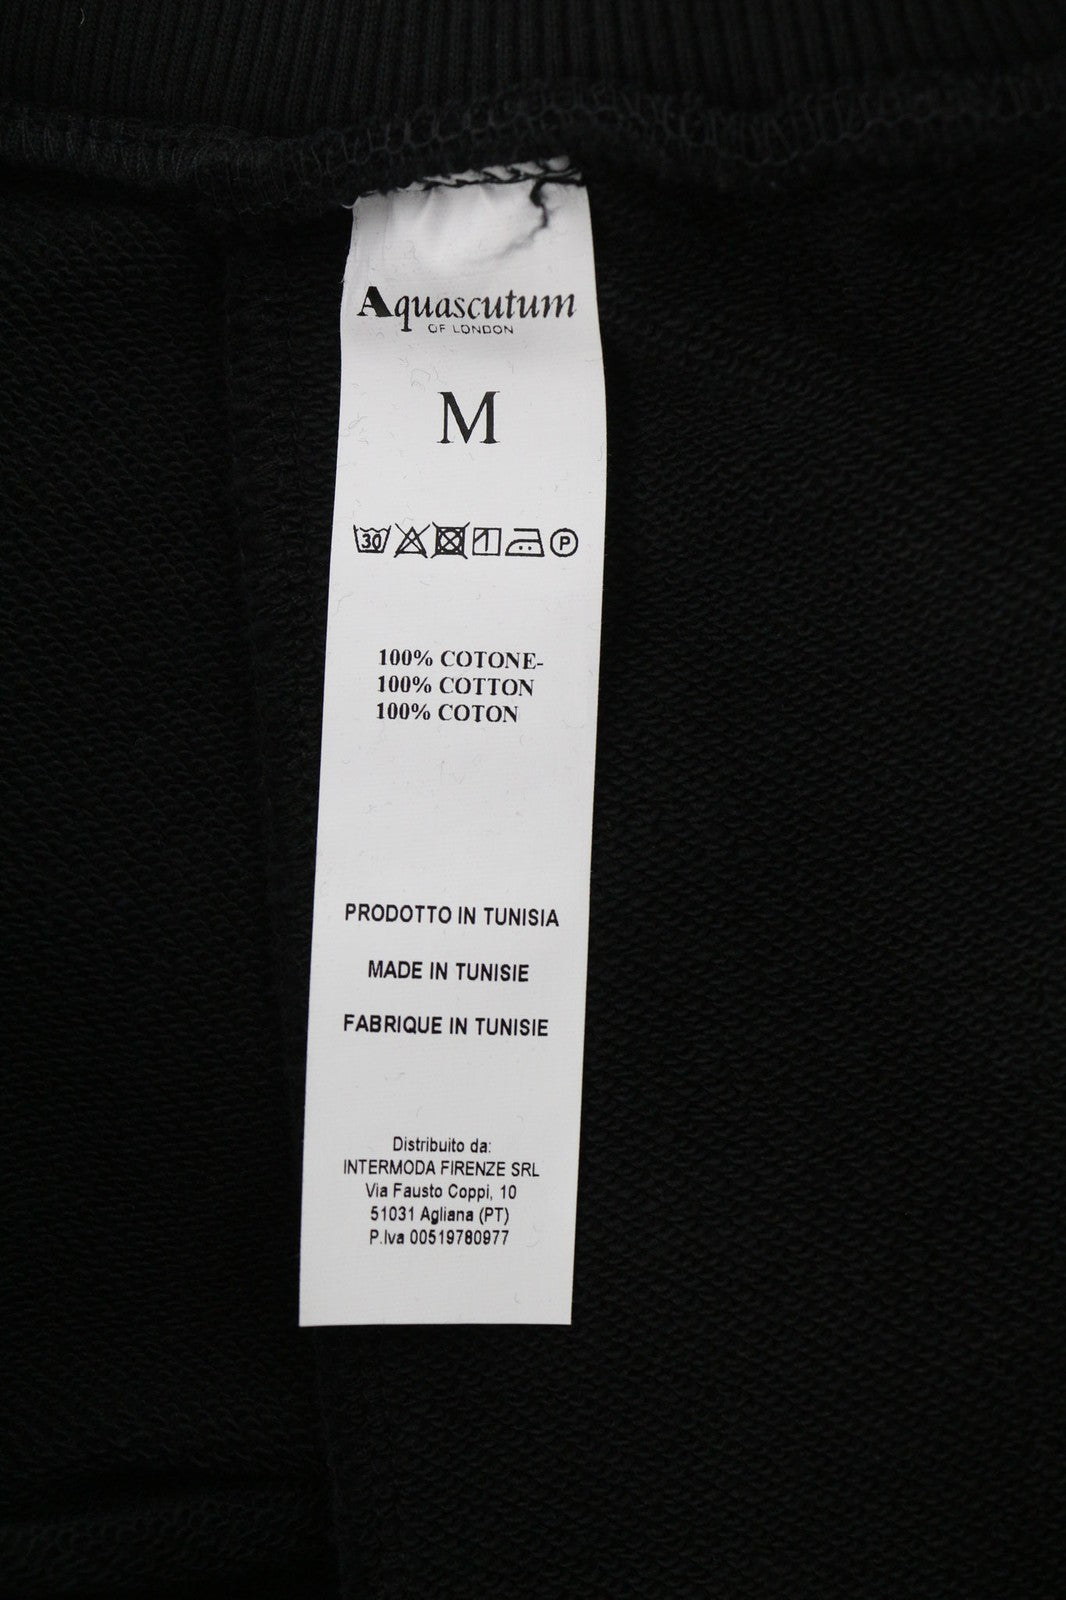 Aquascutum
OF LONDON
M
30 P
100% COTONE-
100% COTTON
100% COTON
PRODOTTO IN TUNISIA
MADE IN TUNISIE
FABRIQUE IN TUNISIE
Distribuito da:
INTERMODA FIRENZE SRL
Via Fausto Coppi, 10
51031 Agliana (PT)
P.Iva 00519780977